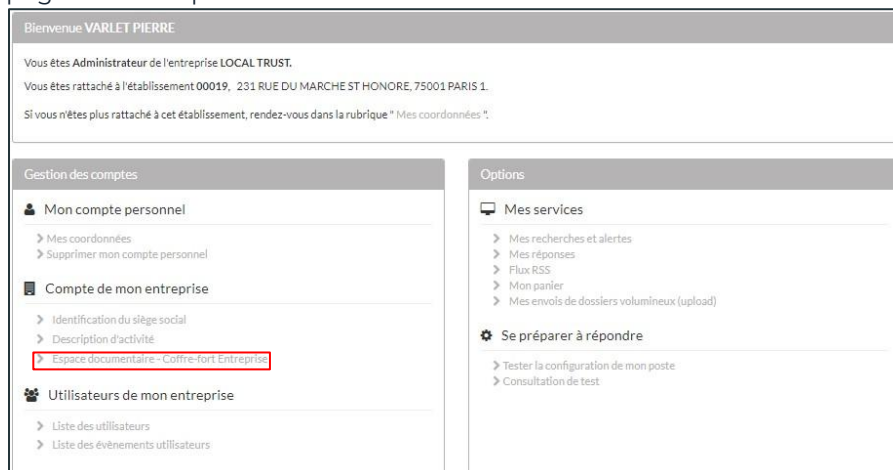 Bienvenue VARLET PIERRE
Vous êtes Administrateur de l'entreprise LOCAL TRUST.
Vous êtes rattaché à l'établissement 00019, 231 RUE DU MARCHE ST HONORE, 75001 PARIS 1.
Si vous n'êtes plus rattaché à cet établissement, rendez-vous dans la rubrique " Mes coordonnées ".
Gestion des comptes
Mon compte personnel
Mes coordonnées
Supprimer mon compte personnel
Compte de mon entreprise
Identification du siège social
Description d'activité
Espace documentaire - Coffre-fort Entreprise
Utilisateurs de mon entreprise
Liste des utilisateurs
Liste des évènements utilisateurs
Options
Mes services
Mes recherches et alertes
Mes réponses
Flux RSS
Mon panier
Mes envois de dossiers volumineux (upload)
Se préparer à répondre
Tester la configuration de mon poste
Consultation de test